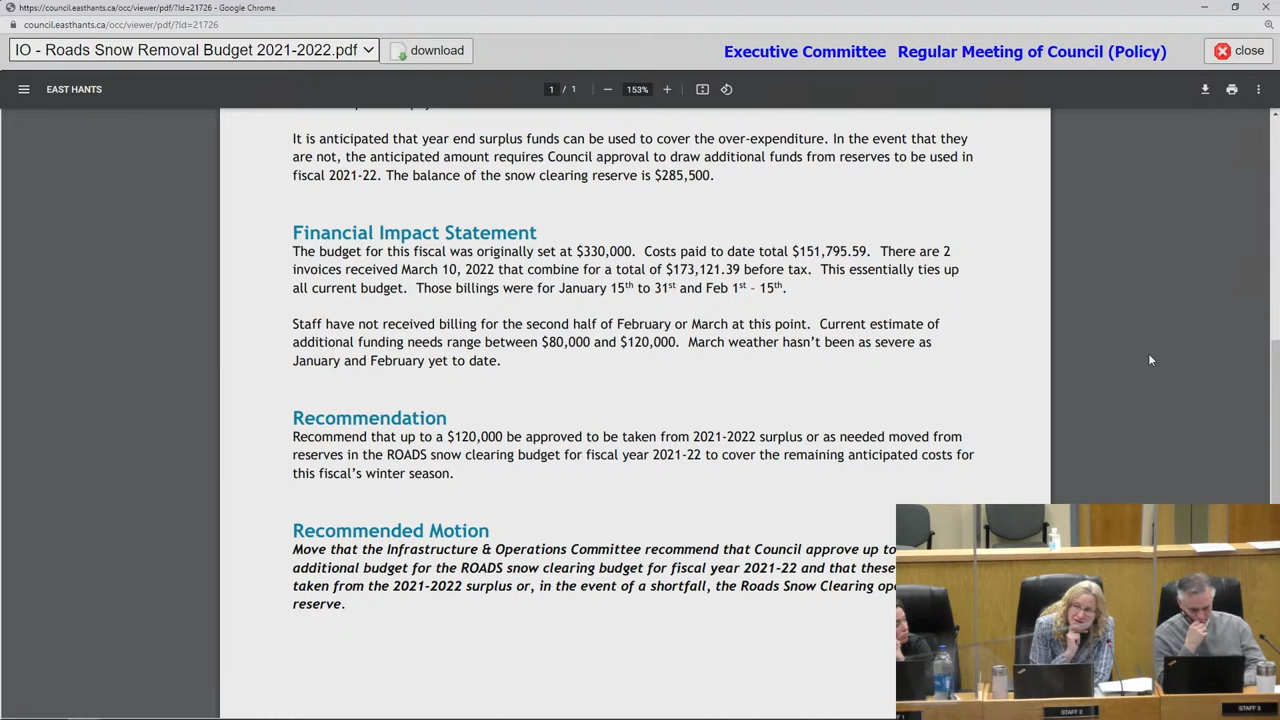 https://council.easthants.ca/occ/viewer/pdf/?Id=21726 - Google Chrome
council.easthants.ca/occ/viewer/pdf/?Id=21726
IO - Roads Snow Removal Budget 2021-2022.pdf download Executive Committee Regular Meeting of Council (Policy) close
EAST HANTS 1 / 1 153%
It is anticipated that year end surplus funds can be used to cover the over-expenditure. In the event that they
are not, the anticipated amount requires Council approval to draw additional funds from reserves to be used in
fiscal 2021-22. The balance of the snow clearing reserve is $285,500.
Financial Impact Statement
The budget for this fiscal was originally set at $330,000. Costs paid to date total $151,795.59. There are 2
invoices received March 10, 2022 that combine for a total of $173,121.39 before tax. This essentially ties up
all current budget. Those billings were for January 15th to 31st and Feb 1st – 15th.
Staff have not received billing for the second half of February or March at this point. Current estimate of
additional funding needs range between $80,000 and $120,000. March weather hasn't been as severe as
January and February yet to date.
Recommendation
Recommend that up to a $120,000 be approved to be taken from 2021-2022 surplus or as needed moved from
reserves in the ROADS snow clearing budget for fiscal year 2021-22 to cover the remaining anticipated costs for
this fiscal's winter season.
Recommended Motion
Move that the Infrastructure & Operations Committee recommend that Council approve up to
additional budget for the ROADS snow clearing budget for fiscal year 2021-22 and that these
taken from the 2021-2022 surplus or, in the event of a shortfall, the Roads Snow Clearing op
reserve.
STAFF 2
STAFF 3